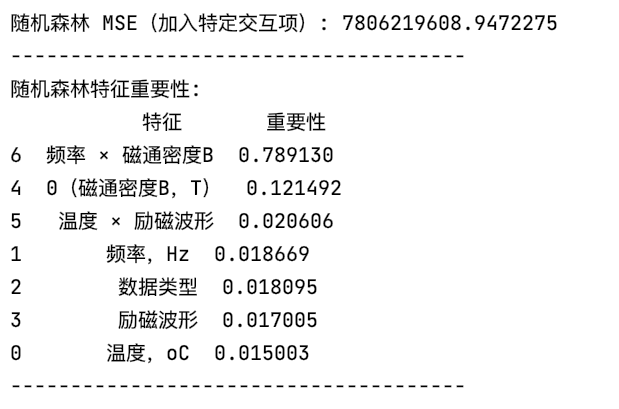 随机森林 MSE（加入特定交互项）: 7806219608.9472275
--------------------------------------
随机森林特征重要性:
特征 重要性
6 频率 × 磁通密度B 0.789130
4 0（磁通密度B, T） 0.121492
5 温度 × 励磁波形 0.020606
1 频率, Hz 0.018669
2 数据类型 0.018095
3 励磁波形 0.017005
0 温度, oC 0.015003
--------------------------------------